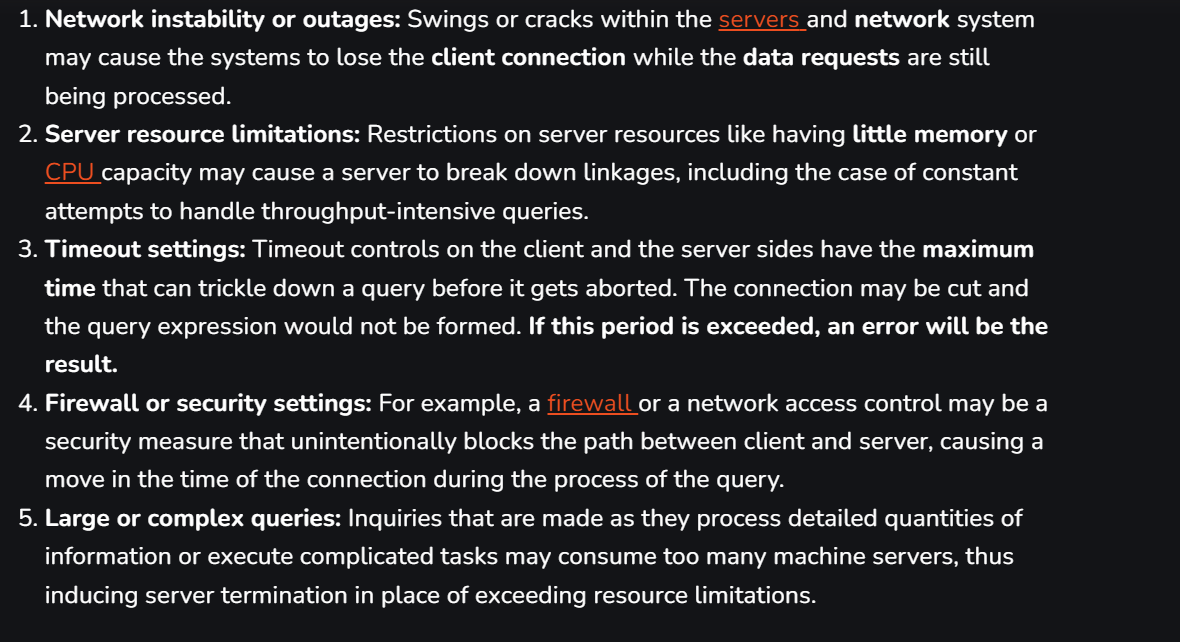 1. Network instability or outages: Swings or cracks within the servers and network system
may cause the systems to lose the client connection while the data requests are still
being processed.
2. Server resource limitations: Restrictions on server resources like having little memory or
CPU capacity may cause a server to break down linkages, including the case of constant
attempts to handle throughput-intensive queries.
3. Timeout settings: Timeout controls on the client and the server sides have the maximum
time that can trickle down a query before it gets aborted. The connection may be cut and
the query expression would not be formed. If this period is exceeded, an error will be the
result.
4. Firewall or security settings: For example, a firewall or a network access control may be a
security measure that unintentionally blocks the path between client and server, causing a
move in the time of the connection during the process of the query.
5. Large or complex queries: Inquiries that are made as they process detailed quantities of
information or execute complicated tasks may consume too many machine servers, thus
inducing server termination in place of exceeding resource limitations.